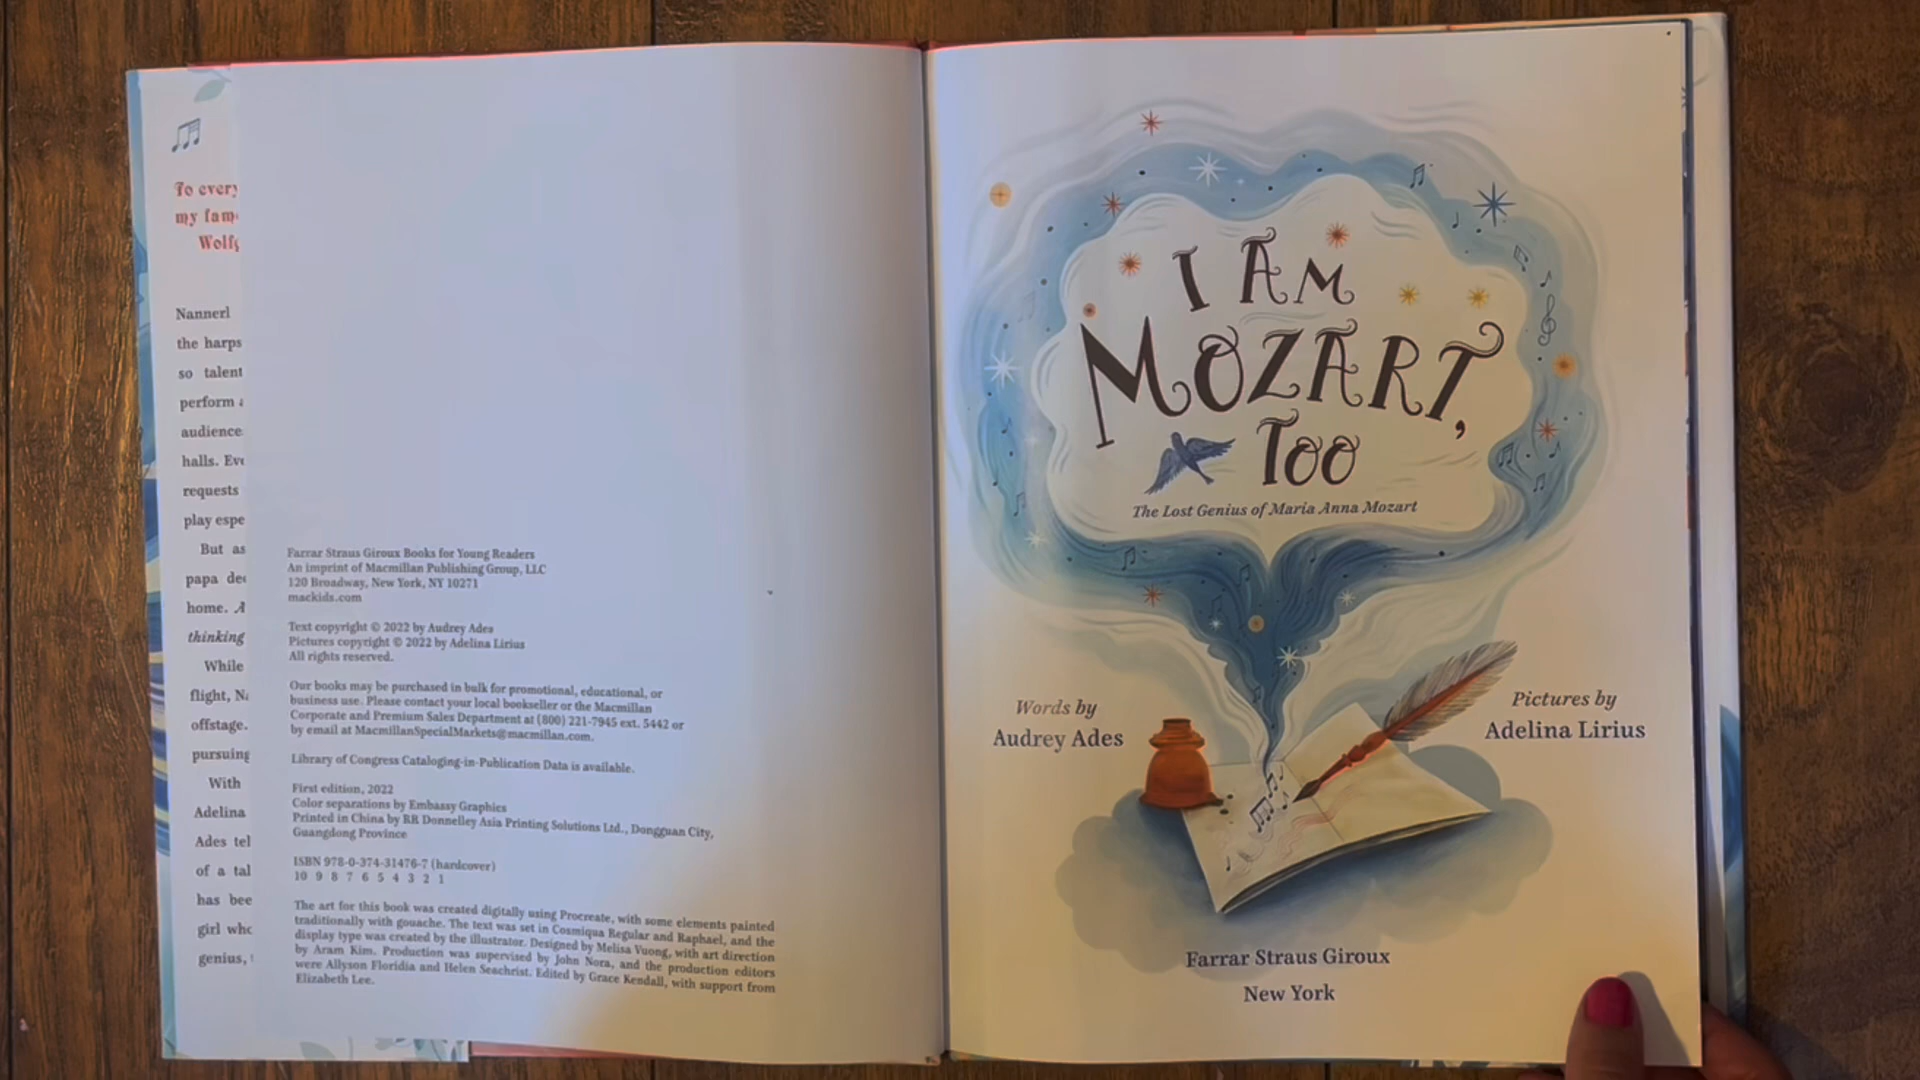 To every
my fam
Wolfg
Nannerl
the harps
so talent
perform a
audience
halls. Eve
requests
play espe
But as
papa dec
home. A
thinking
While
flight, Na
offstage.
pursuing
With
Adelina
Ades tel
of a tal
has bee
girl who
genius,
Farrar Straus Giroux Books for Young Readers
An imprint of Macmillan Publishing Group, LLC
120 Broadway, New York, NY 10271
mackids.com
Text copyright © 2022 by Audrey Ades
Pictures copyright © 2022 by Adelina Lirius
All rights reserved.
Our books may be purchased in bulk for promotional, educational, or
business use. Please contact your local bookseller or the Macmillan
Corporate and Premium Sales Department at (800) 221-7945 ext. 5442 or
by email at MacmillanSpecialMarkets@macmillan.com.
Library of Congress Cataloging-in-Publication Data is available.
First edition, 2022
Color separations by Embassy Graphics
Printed in China by RR Donnelley Asia Printing Solutions Ltd., Dongguan City,
Guangdong Province
ISBN 978-0-374-31476-7 (hardcover)
10 9 8 7 6 5 4 3 2 1
The art for this book was created digitally using Procreate, with some elements painted
traditionally with gouache. The text was set in Cosmiqua Regular and Raphael, and the
display type was created by the illustrator. Designed by Melisa Vuong, with art direction
by Aram Kim. Production was supervised by John Nora, and the production editors
were Allyson Floridia and Helen Seachrist. Edited by Grace Kendall, with support from
Elizabeth Lee.
I AM
MOZART,
TOO
The Lost Genius of Maria Anna Mozart
Words by
Audrey Ades
Pictures by
Adelina Lirius
Farrar Straus Giroux
New York